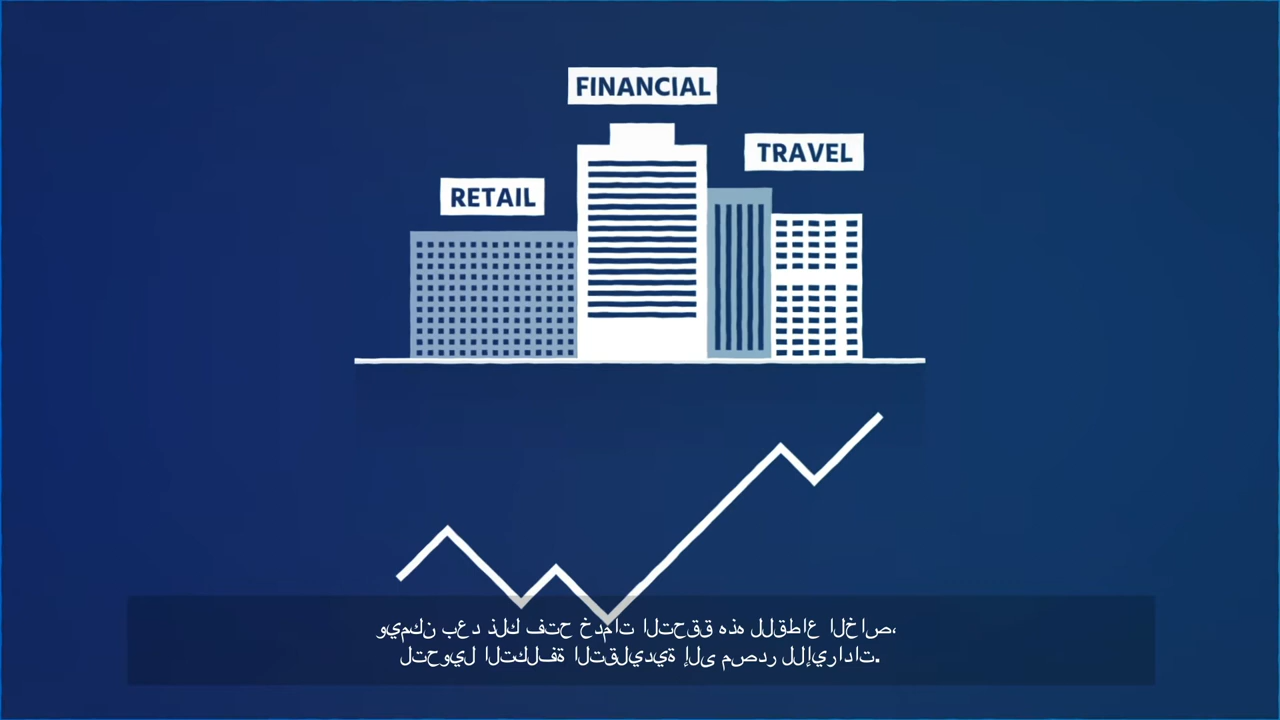 FINANCIAL
TRAVEL
RETAIL
ويمكن بعد ذلك فتح خدمات التحقق هذه للقطاع الخاص،
لتحويل التكلفة التقليدية إلى مصدر للإيرادات.